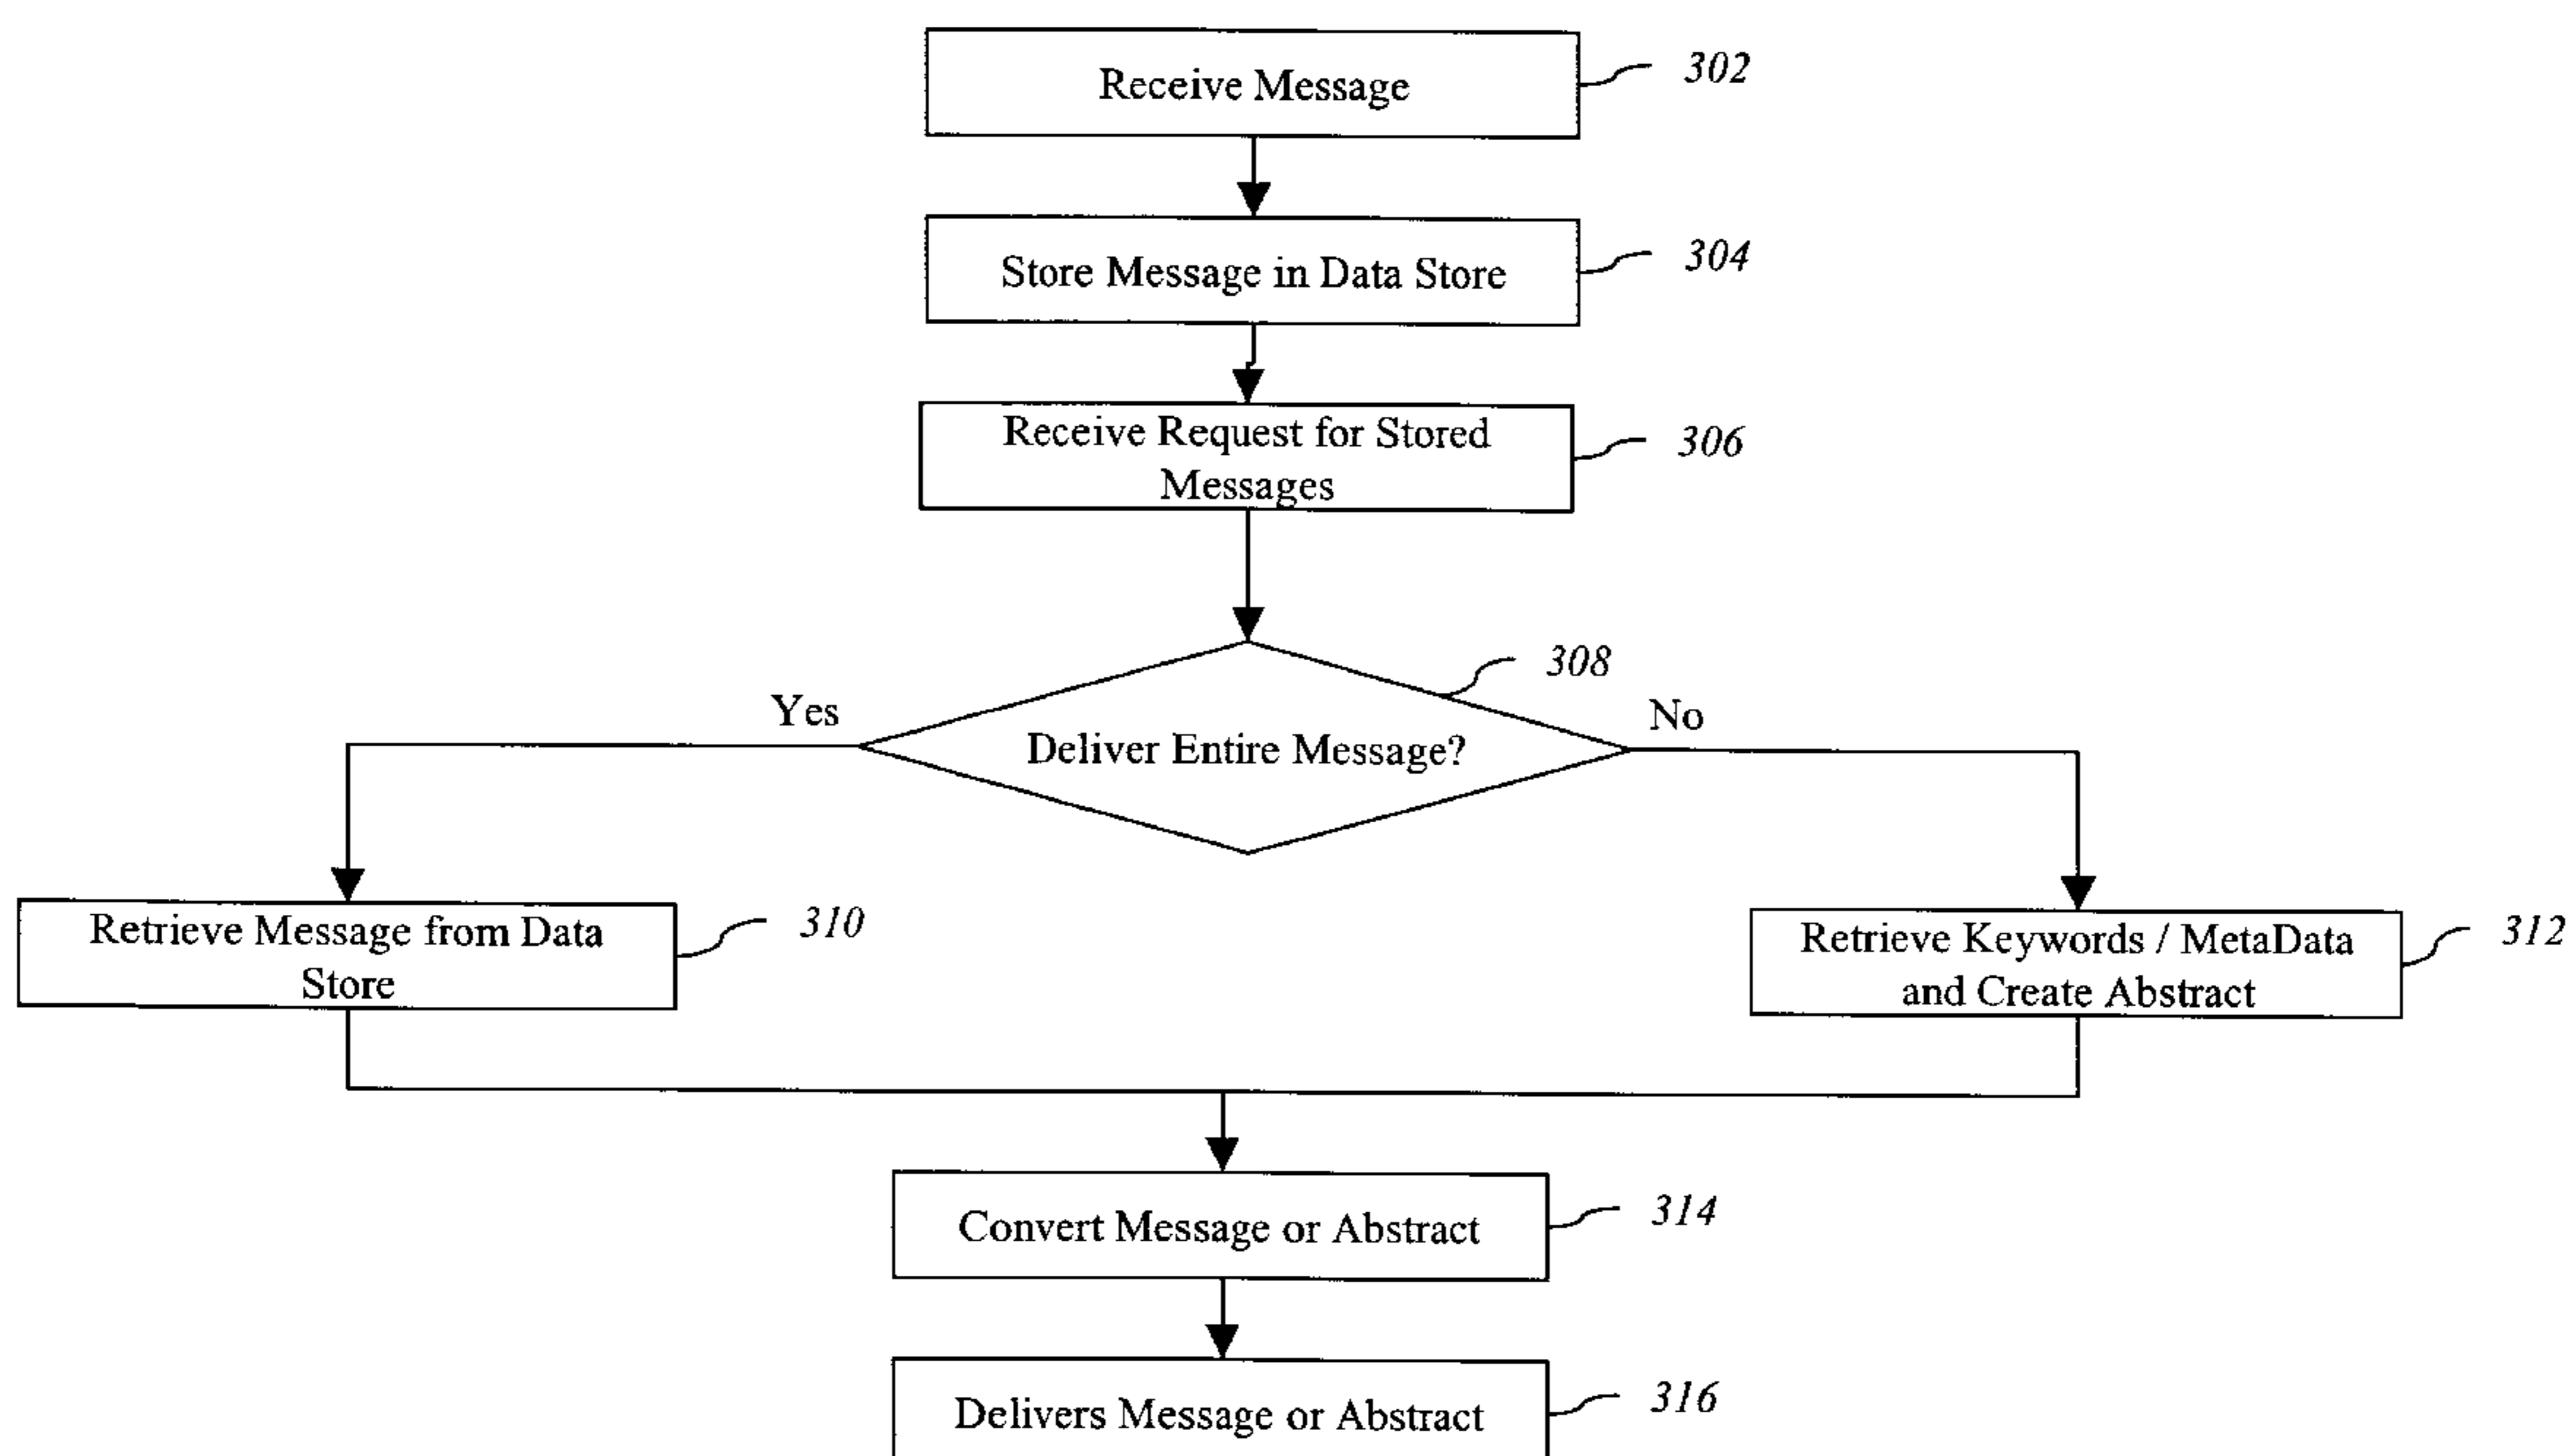 Receive Message
302
Store Message in Data Store
304
Receive Request for Stored
Messages
306
308
Yes
No
Deliver Entire Message?
Retrieve Message from Data
Store
310
Retrieve Keywords / MetaData
and Create Abstract
312
Convert Message or Abstract
314
Delivers Message or Abstract
316